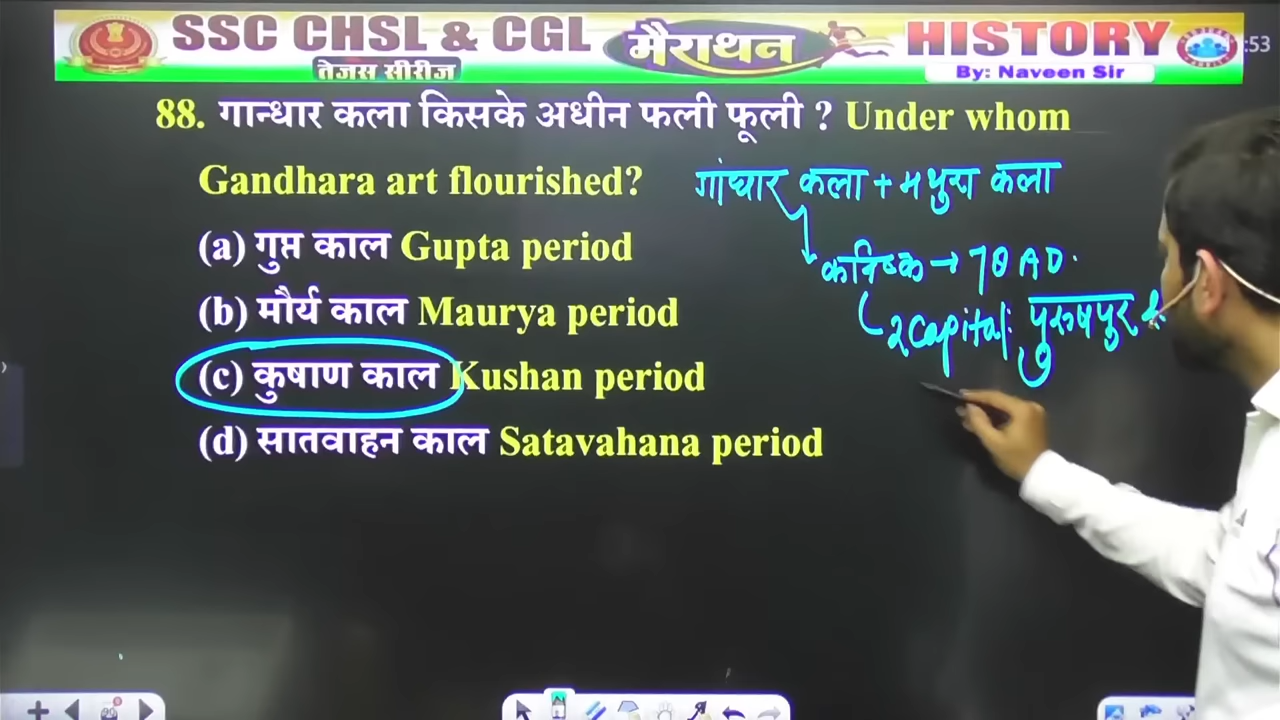 SSC CHSL & CGL मैराथन HISTORY
तेजस सीरीज By: Naveen Sir
:53
88. गान्धार कला किसके अधीन फली फूली ? Under whom
Gandhara art flourished? गांधार कला + मथुरा कला
(a) गुप्त काल Gupta period
कनिष्क → 78 AD.
(b) मौर्य काल Maurya period
2 Capital: पुरुषपुर
(c) कुषाण काल Kushan period
(d) सातवाहन काल Satavahana period